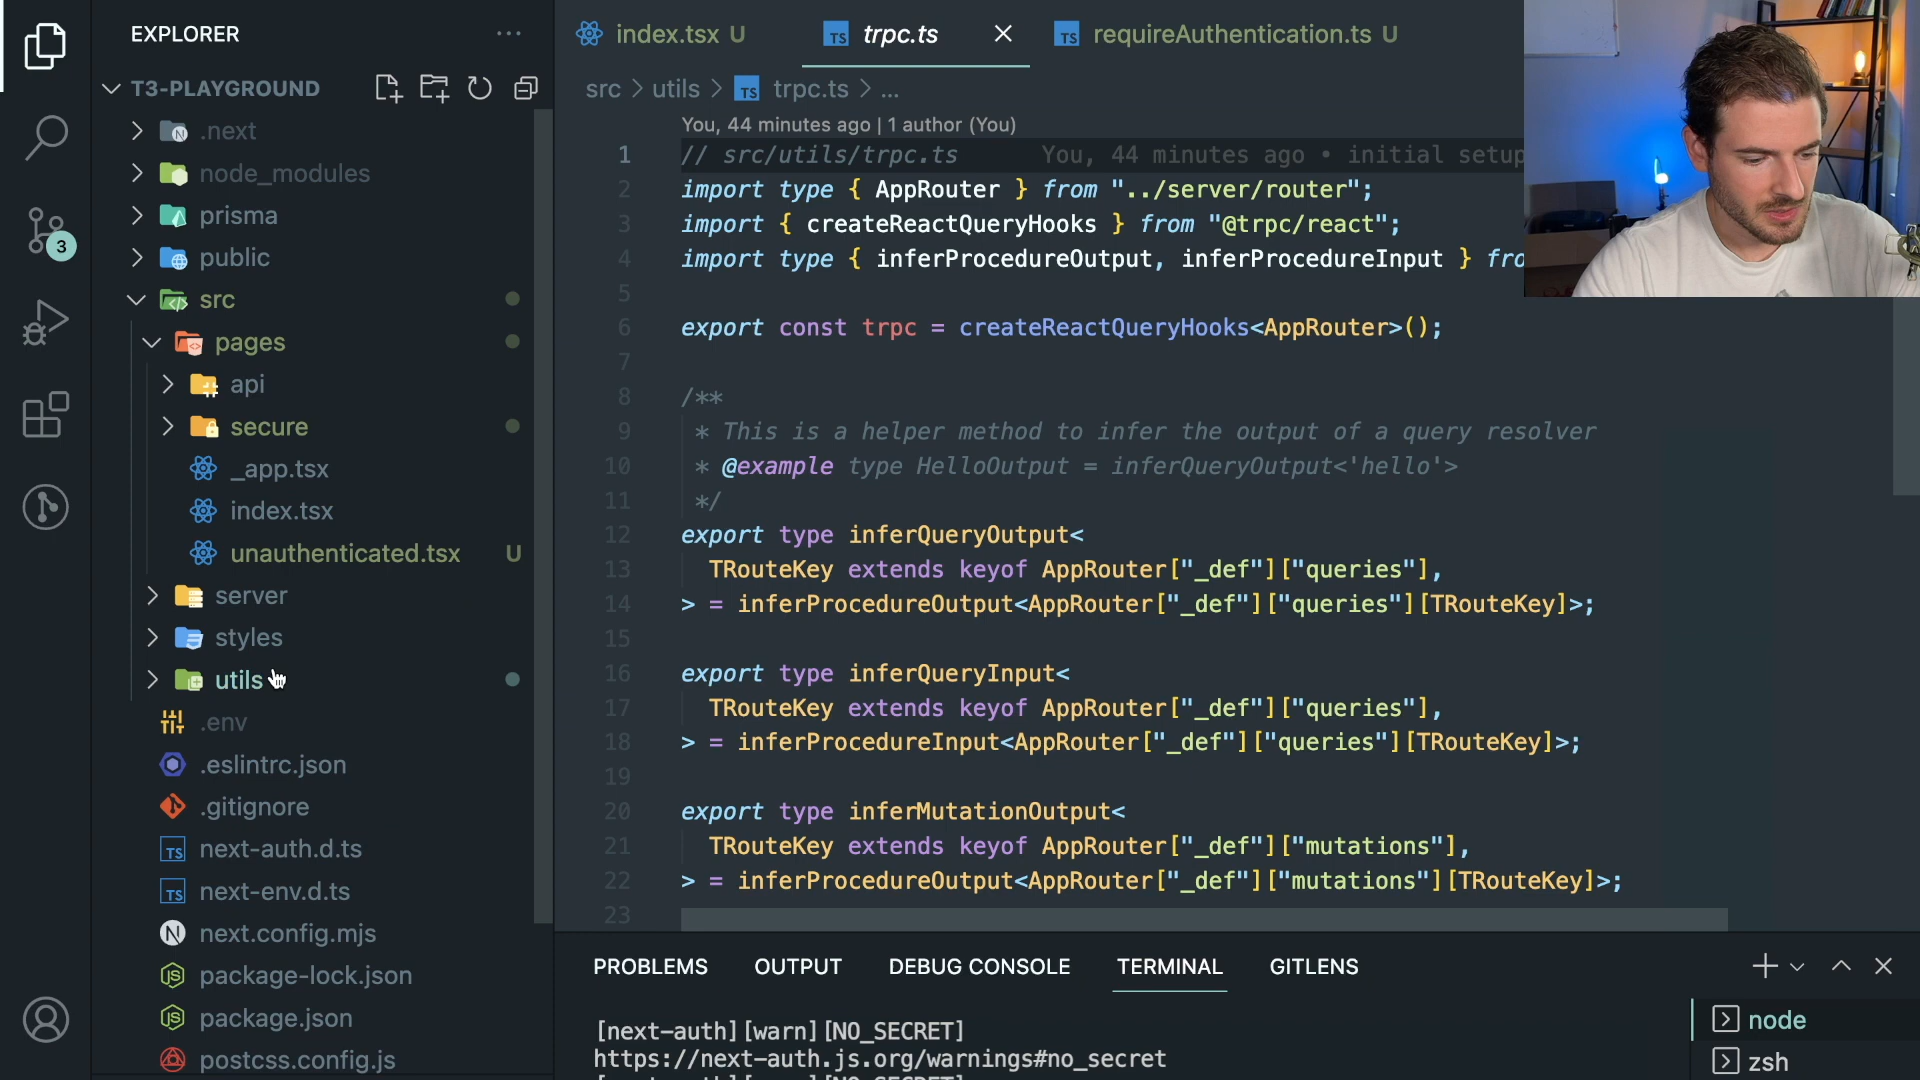 EXPLORER
T3-PLAYGROUND
.next
node_modules
prisma
public
src
pages
api
secure
_app.tsx
index.tsx
unauthenticated.tsx U
server
styles
utils
.env
.eslintrc.json
.gitignore
next-auth.d.ts
next-env.d.ts
next.config.mjs
package-lock.json
package.json
postcss.config.js
3
index.tsx U
TS trpc.ts
TS requireAuthentication.ts U
src > utils > TS trpc.ts > ...
You, 44 minutes ago | 1 author (You)
1 // src/utils/trpc.ts You, 44 minutes ago • initial setup
2 import type { AppRouter } from "../server/router";
3 import { createReactQueryHooks } from "@trpc/react";
4 import type { inferProcedureOutput, inferProcedureInput } fro
5
6 export const trpc = createReactQueryHooks<AppRouter>();
7
8 /**
9 * This is a helper method to infer the output of a query resolver
10 * @example type HelloOutput = inferQueryOutput<'hello'>
11 */
12 export type inferQueryOutput<
13 TRouteKey extends keyof AppRouter["_def"]["queries"],
14 > = inferProcedureOutput<AppRouter["_def"]["queries"][TRouteKey]>;
15
16 export type inferQueryInput<
17 TRouteKey extends keyof AppRouter["_def"]["queries"],
18 > = inferProcedureInput<AppRouter["_def"]["queries"][TRouteKey]>;
19
20 export type inferMutationOutput<
21 TRouteKey extends keyof AppRouter["_def"]["mutations"],
22 > = inferProcedureOutput<AppRouter["_def"]["mutations"][TRouteKey]>;
23
PROBLEMS OUTPUT DEBUG CONSOLE TERMINAL GITLENS
[next-auth][warn][NO_SECRET]
https://next-auth.js.org/warnings#no_secret
node
zsh